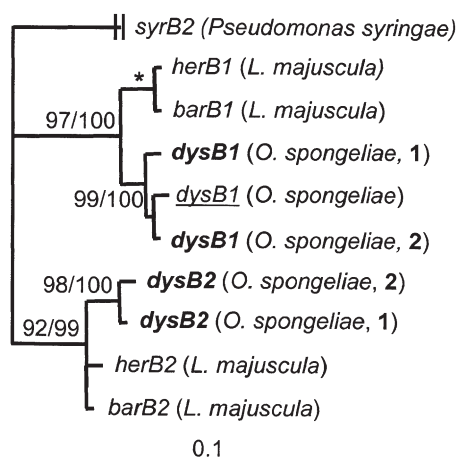 syrB2 (Pseudomonas syringae)
herB1 (L. majuscula)
*
barB1 (L. majuscula)
97/100
dysB1 (O. spongeliae, 1)
99/100 dysB1 (O. spongeliae)
dysB1 (O. spongeliae, 2)
98/100 dysB2 (O. spongeliae, 2)
dysB2 (O. spongeliae, 1)
92/99
herB2 (L. majuscula)
barB2 (L. majuscula)
0.1